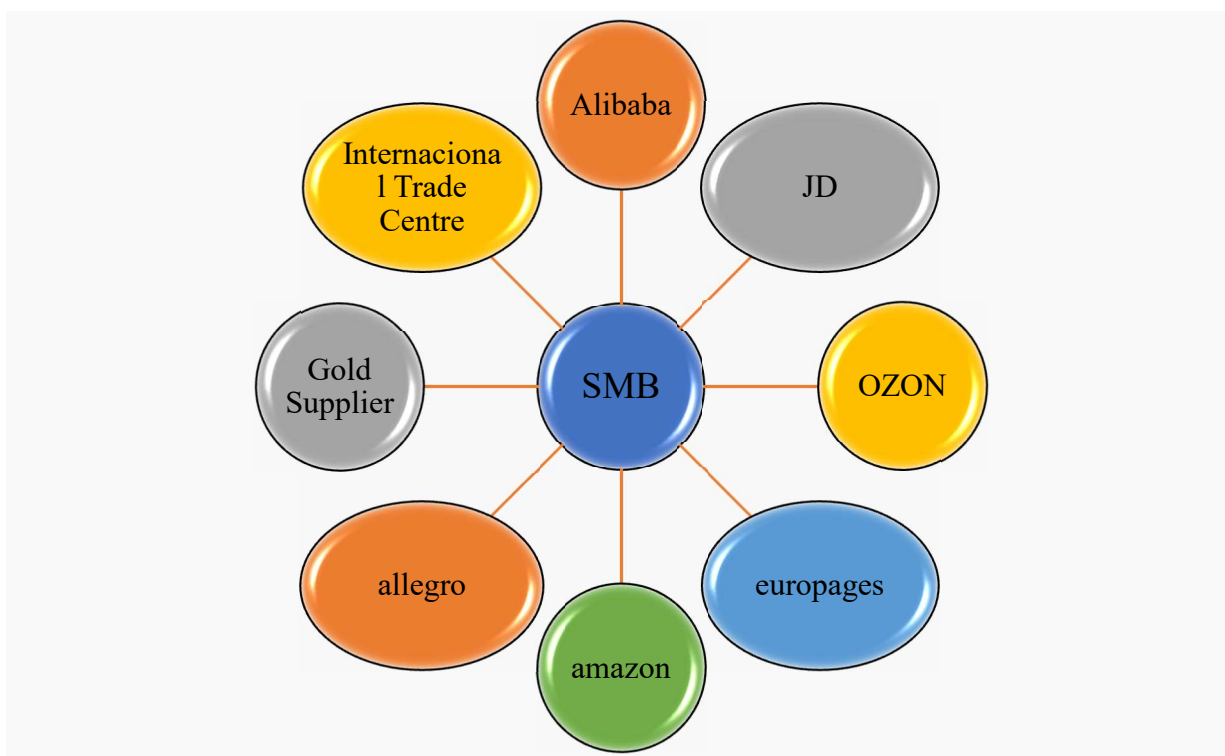 Alibaba
Internaciona
l Trade
Centre
JD
Gold
Supplier
SMB
OZON
allegro
europages
amazon